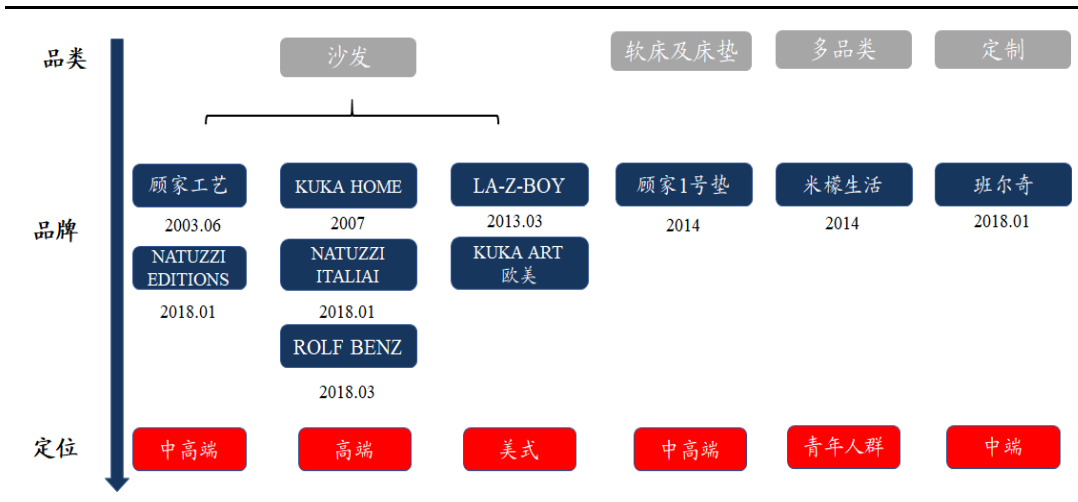 品类
沙发
软床及床垫
多品类
定制
品牌
顾家工艺
KUKA HOME
LA-Z-BOY
顾家1号垫
米檬生活
班尔奇
2003.06
2007
2013.03
2014
2014
2018.01
NATUZZI
EDITIONS
NATUZZI
ITALIAI
KUKA ART
欧美
2018.01
2018.01
ROLF BENZ
2018.03
定位
中高端
高端
美式
中高端
青年人群
中端